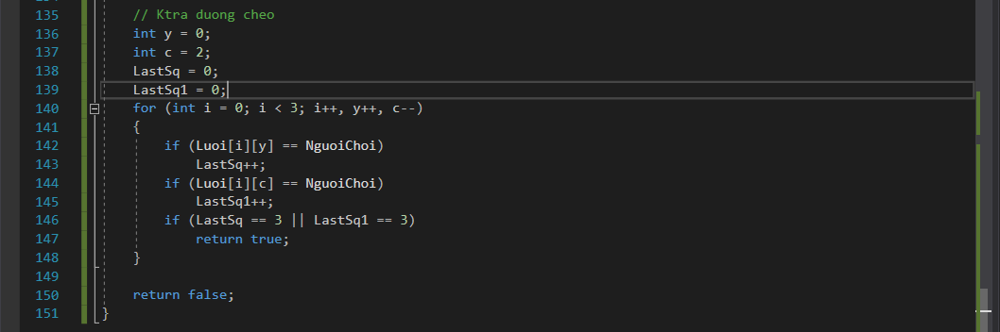 135 // Ktra duong cheo
136 int y = 0;
137 int c = 2;
138 LastSq = 0;
139 LastSq1 = 0;
140 for (int i = 0; i < 3; i++, y++, c--)
141 {
142 if (Luoi[i][y] == NguoiChoi)
143 LastSq++;
144 if (Luoi[i][c] == NguoiChoi)
145 LastSq1++;
146 if (LastSq == 3 || LastSq1 == 3)
147 return true;
148 }
149
150 return false;
151 }